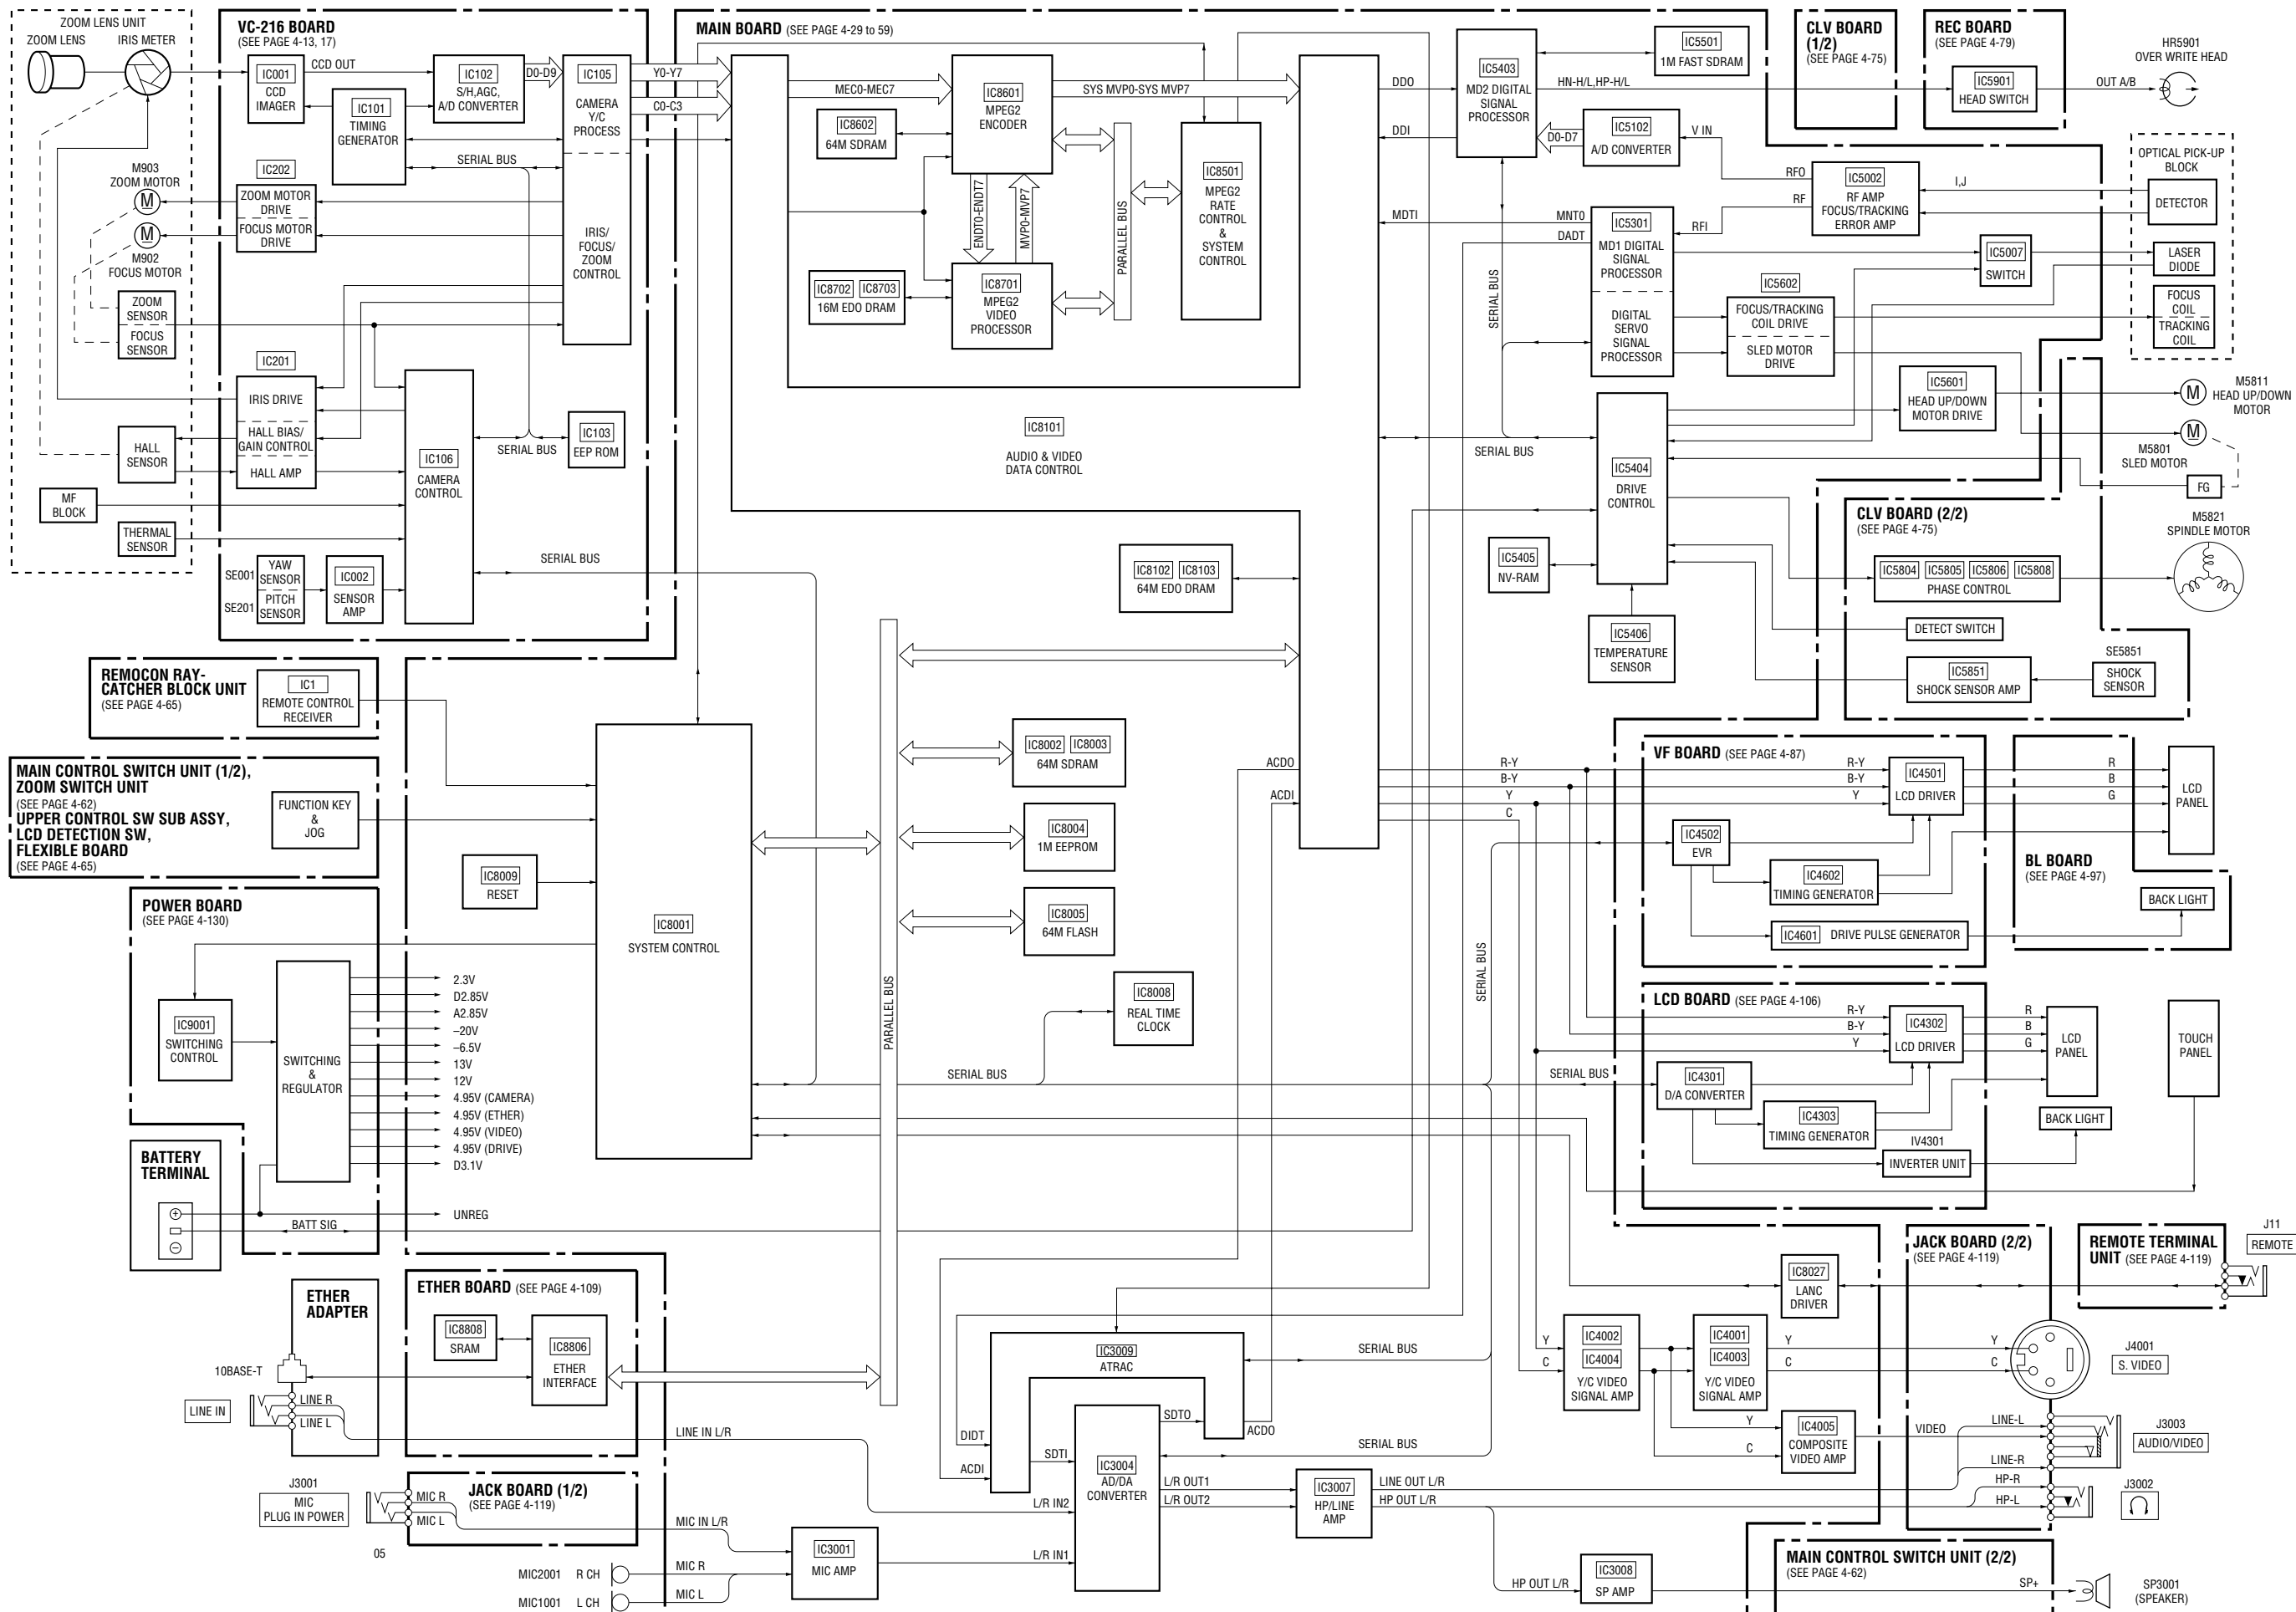 ZOOM LENS UNIT
ZOOM LENS
IRIS METER
M903
ZOOM MOTOR
M
M
M902
FOCUS MOTOR
ZOOM
SENSOR
FOCUS
SENSOR
HALL
SENSOR
MF
BLOCK
THERMAL
SENSOR
VC-216 BOARD
(SEE PAGE 4-13, 17)
IC001
CCD
IMAGER
CCD OUT
IC101
TIMING
GENERATOR
IC102
S/H,AGC,
A/D CONVERTER
D0-D9
IC105
CAMERA
Y/C
PROCESS
IRIS/
FOCUS/
ZOOM
CONTROL
Y0-Y7
C0-C3
SERIAL BUS
IC202
ZOOM MOTOR
DRIVE
FOCUS MOTOR
DRIVE
IC201
IRIS DRIVE
HALL BIAS/
GAIN CONTROL
HALL AMP
IC106
CAMERA
CONTROL
IC103
EEP ROM
SERIAL BUS
SE001
YAW
SENSOR
SE201
PITCH
SENSOR
IC002
SENSOR
AMP
SERIAL BUS
MAIN BOARD (SEE PAGE 4-29 to 59)
MEC0-MEC7
IC8601
MPEG2
ENCODER
IC8602
64M SDRAM
SYS MVP0-SYS MVP7
ENDT0-ENDT7
MVP0-MVP7
PARALLEL BUS
IC8501
MPEG2
RATE
CONTROL
&
SYSTEM
CONTROL
IC8702 IC8703
16M EDO DRAM
IC8701
MPEG2
VIDEO
PROCESSOR
IC8101
AUDIO & VIDEO
DATA CONTROL
DDO
DDI
MDTI
IC5403
MD2 DIGITAL
SIGNAL
PROCESSOR
IC5501
1M FAST SDRAM
HN-H/L,HP-H/L
D0-D7
IC5102
A/D CONVERTER
V IN
RFO
RF
RFI
IC5002
RF AMP
FOCUS/TRACKING
ERROR AMP
I,J
MNT0
DADT
IC5301
MD1 DIGITAL
SIGNAL
PROCESSOR
DIGITAL
SERVO
SIGNAL
PROCESSOR
SERIAL BUS
IC5007
SWITCH
IC5602
FOCUS/TRACKING
COIL DRIVE
SLED MOTOR
DRIVE
IC5601
HEAD UP/DOWN
MOTOR DRIVE
IC5404
DRIVE
CONTROL
SERIAL BUS
IC5405
NV-RAM
IC5406
TEMPERATURE
SENSOR
IC8102 IC8103
64M EDO DRAM
CLV BOARD
(1/2)
(SEE PAGE 4-75)
REC BOARD
(SEE PAGE 4-79)
IC5901
HEAD SWITCH
OUT A/B
HR5901
OVER WRITE HEAD
OPTICAL PICK-UP
BLOCK
DETECTOR
LASER
DIODE
FOCUS
COIL
TRACKING
COIL
M
M5811
HEAD UP/DOWN
MOTOR
M
M5801
SLED MOTOR
FG
M5821
SPINDLE MOTOR
CLV BOARD (2/2)
(SEE PAGE 4-75)
IC5804 IC5805 IC5806 IC5808
PHASE CONTROL
DETECT SWITCH
IC5851
SHOCK SENSOR AMP
SE5851
SHOCK
SENSOR
REMOCON RAY-
CATCHER BLOCK UNIT
(SEE PAGE 4-65)
IC1
REMOTE CONTROL
RECEIVER
MAIN CONTROL SWITCH UNIT (1/2),
ZOOM SWITCH UNIT
(SEE PAGE 4-62)
UPPER CONTROL SW SUB ASSY,
LCD DETECTION SW,
FLEXIBLE BOARD
(SEE PAGE 4-65)
FUNCTION KEY
&
JOG
IC8009
RESET
IC8001
SYSTEM CONTROL
PARALLEL BUS
IC8002 IC8003
64M SDRAM
IC8004
1M EEPROM
IC8005
64M FLASH
IC8008
REAL TIME
CLOCK
SERIAL BUS
ACDO
ACDI
R-Y
B-Y
Y
C
SERIAL BUS
SERIAL BUS
VF BOARD (SEE PAGE 4-87)
R-Y
B-Y
Y
IC4501
LCD DRIVER
IC4502
EVR
IC4602
TIMING GENERATOR
IC4601 DRIVE PULSE GENERATOR
R
B
G
LCD
PANEL
BL BOARD
(SEE PAGE 4-97)
BACK LIGHT
LCD BOARD (SEE PAGE 4-106)
R-Y
B-Y
Y
IC4302
LCD DRIVER
IC4301
D/A CONVERTER
IC4303
TIMING GENERATOR
IV4301
INVERTER UNIT
R
B
G
LCD
PANEL
BACK LIGHT
TOUCH
PANEL
POWER BOARD
(SEE PAGE 4-130)
IC9001
SWITCHING
CONTROL
SWITCHING
&
REGULATOR
2.3V
D2.85V
A2.85V
–20V
–6.5V
13V
12V
4.95V (CAMERA)
4.95V (ETHER)
4.95V (VIDEO)
4.95V (DRIVE)
D3.1V
UNREG
BATTERY
TERMINAL
BATT SIG
ETHER
ADAPTER
10BASE-T
LINE IN
LINE R
LINE L
ETHER BOARD (SEE PAGE 4-109)
IC8808
SRAM
IC8806
ETHER
INTERFACE
LINE IN L/R
J3001
MIC
PLUG IN POWER
JACK BOARD (1/2)
(SEE PAGE 4-119)
MIC R
MIC L
MIC IN L/R
05
MIC2001 R CH
MIC R
MIC1001 L CH
MIC L
IC3001
MIC AMP
L/R IN2
L/R IN1
IC3009
ATRAC
DIDT
ACDI
SDTI
SDTO
ACDO
SERIAL BUS
SERIAL BUS
IC3004
AD/DA
CONVERTER
L/R OUT1
L/R OUT2
IC3007
HP/LINE
AMP
LINE OUT L/R
HP OUT L/R
HP OUT L/R
IC3008
SP AMP
SP+
SP3001
(SPEAKER)
MAIN CONTROL SWITCH UNIT (2/2)
(SEE PAGE 4-62)
IC8027
LANC
DRIVER
Y
C
IC4002
IC4004
Y/C VIDEO
SIGNAL AMP
IC4001
IC4003
Y/C VIDEO
SIGNAL AMP
Y
C
Y
C
IC4005
COMPOSITE
VIDEO AMP
VIDEO
JACK BOARD (2/2)
(SEE PAGE 4-119)
REMOTE TERMINAL
UNIT (SEE PAGE 4-119)
J11
REMOTE
Y
C
J4001
S. VIDEO
LINE-L
LINE-R
J3003
AUDIO/VIDEO
HP-R
HP-L
J3002